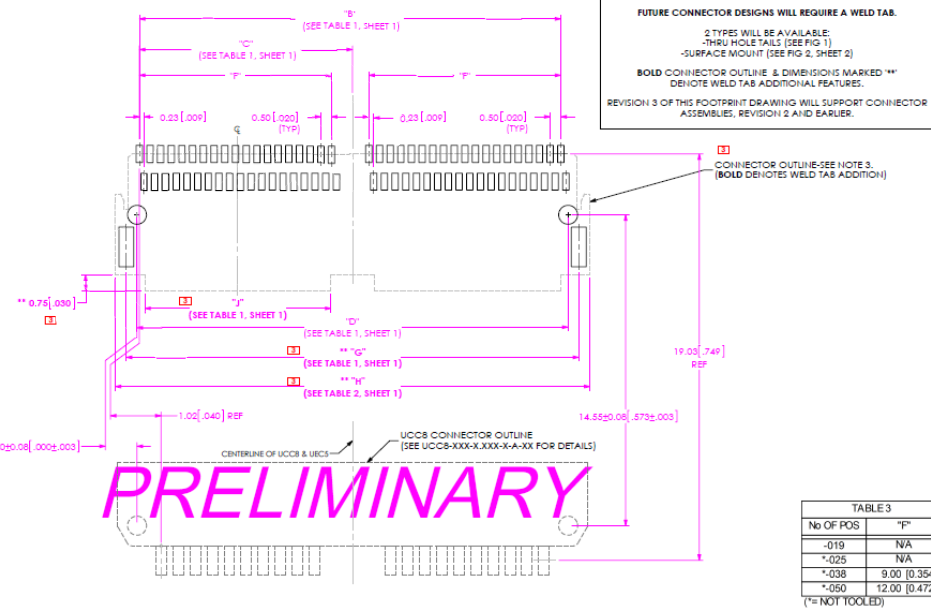 "B"
(SEE TABLE 1, SHEET 1)
"C"
(SEE TABLE 1, SHEET 1)
"F"
"F"
0.23[.009]
0.50[.020]
(TYP)
0.23[.009]
0.50[.020]
(TYP)
FUTURE CONNECTOR DESIGNS WILL REQUIRE A WELD TAB.
2 TYPES WILL BE AVAILABLE:
-THRU HOLE TAILS (SEE FIG 1)
-SURFACE MOUNT (SEE FIG 2, SHEET 2)
BOLD CONNECTOR OUTLINE & DIMENSIONS MARKED "**"
DENOTE WELD TAB ADDITIONAL FEATURES.
REVISION 3 OF THIS FOOTPRINT DRAWING WILL SUPPORT CONNECTOR
ASSEMBLIES, REVISION 2 AND EARLIER.
3
CONNECTOR OUTLINE-SEE NOTE 3.
(BOLD DENOTES WELD TAB ADDITION)
** 0.75[.030]
3
3
"J"
(SEE TABLE 1, SHEET 1)
"D"
(SEE TABLE 1, SHEET 1)
3
** "G"
(SEE TABLE 1, SHEET 1)
3
** "H"
(SEE TABLE 2, SHEET 1)
19.03[.749]
REF
1.02[.040] REF
14.55±0.08[.573±.003]
0±0.08[.000±.003]
CENTERLINE OF UCC8 & UEC5
UCC8 CONNECTOR OUTLINE
(SEE UCC8-XXX-X.XXX-X-A-XX FOR DETAILS)
PRELIMINARY
TABLE 3
No OF POS "F"
-019 N/A
*-025 N/A
*-038 9.00 [0.354
*-050 12.00 [0.472
(*= NOT TOOLED)